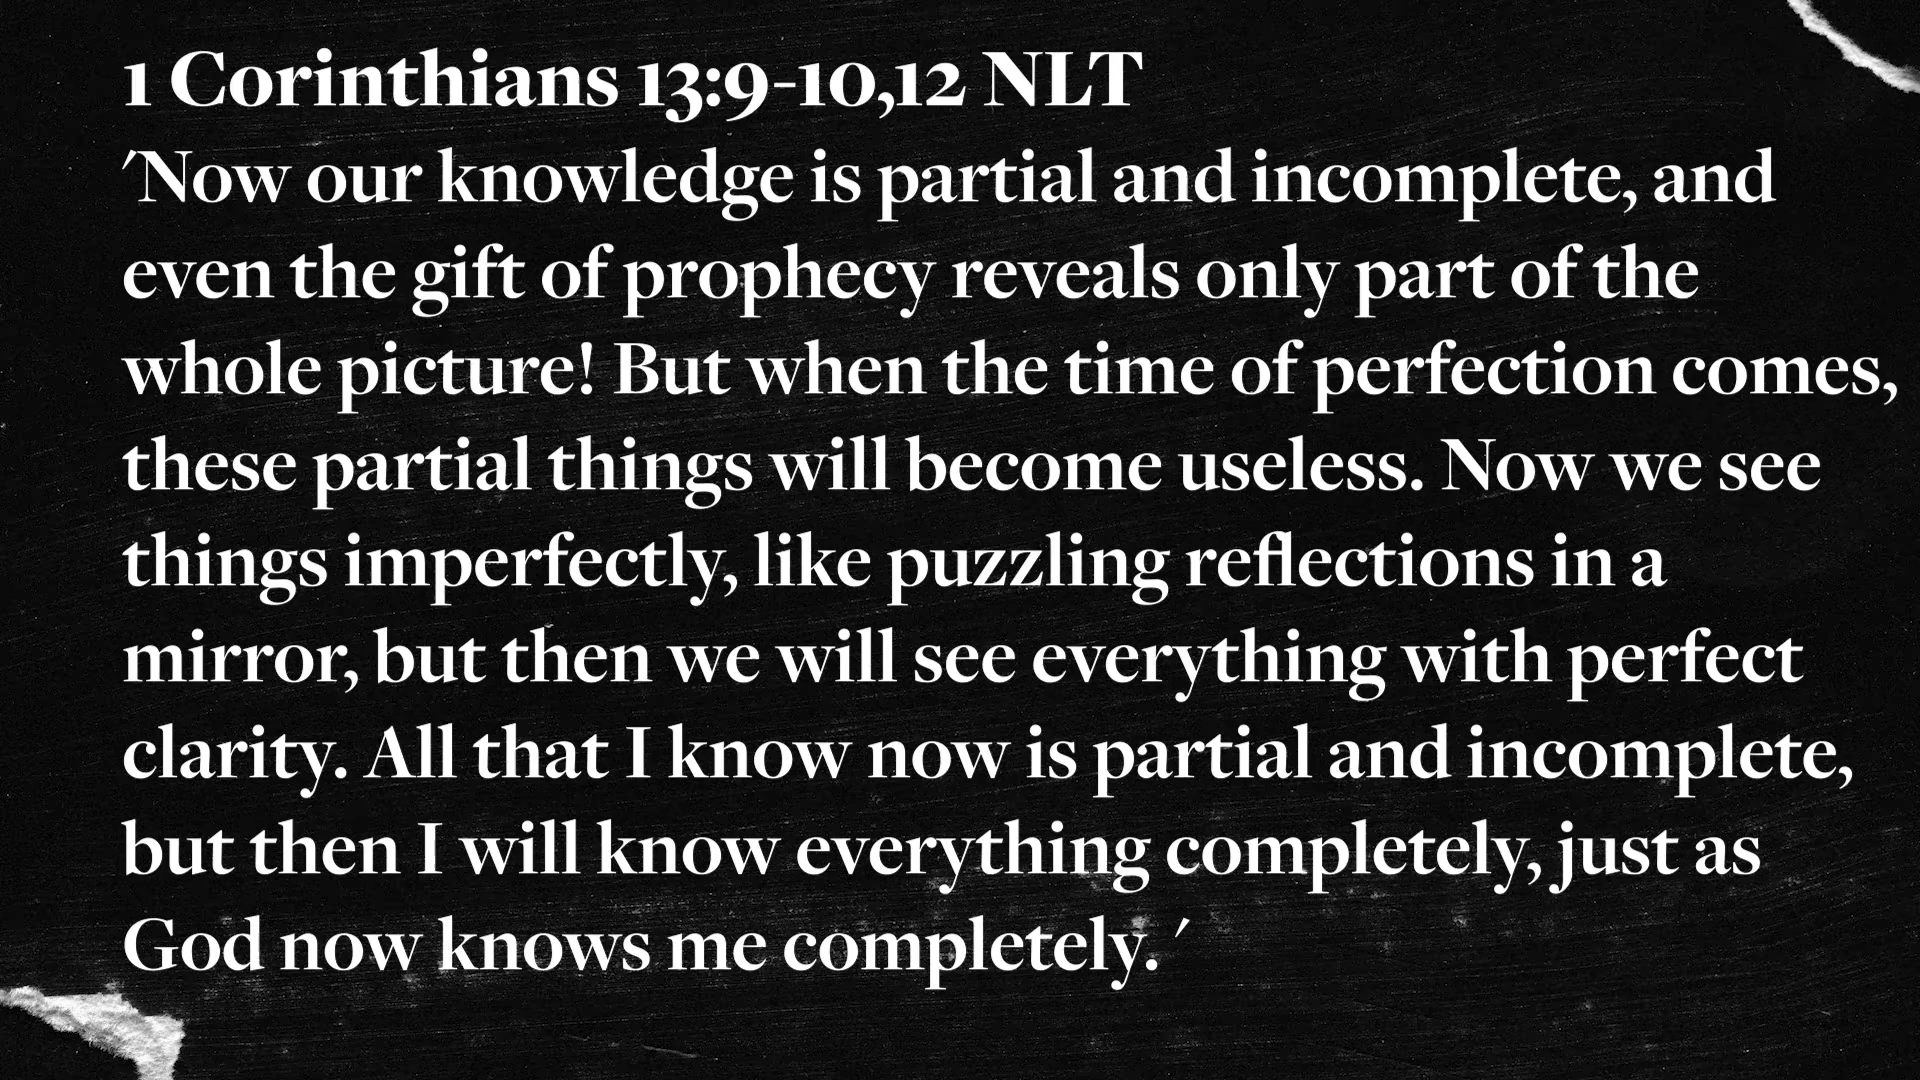 1 Corinthians 13:9-10,12 NLT
'Now our knowledge is partial and incomplete, and
even the gift of prophecy reveals only part of the
whole picture! But when the time of perfection comes,
these partial things will become useless. Now we see
things imperfectly, like puzzling reflections in a
mirror, but then we will see everything with perfect
clarity. All that I know now is partial and incomplete,
but then I will know everything completely, just as
God now knows me completely. '